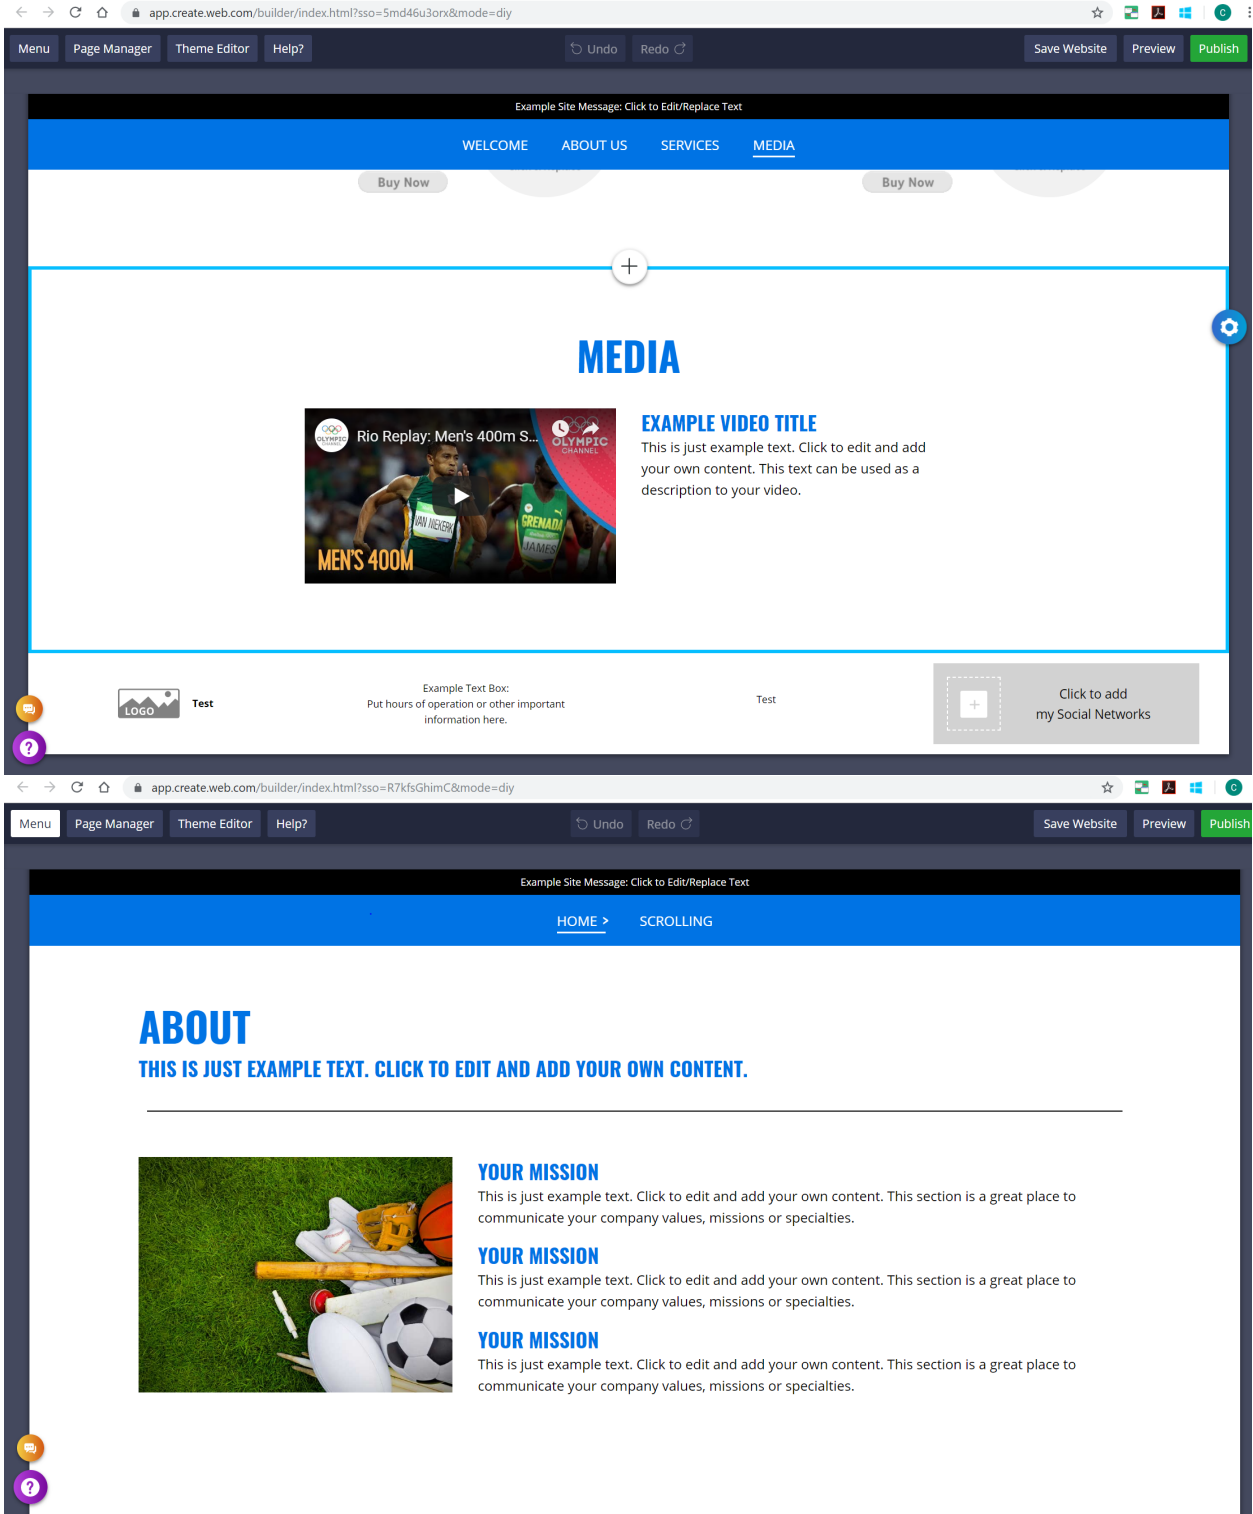 app.create.web.com/builder/index.html?sso=5md46u3orx&mode=diy
C
Menu Page Manager Theme Editor Help? Undo Redo Save Website Preview Publish
Example Site Message: Click to Edit/Replace Text
WELCOME ABOUT US SERVICES MEDIA
Buy Now Buy Now
MEDIA
OLYMPIC
CHANNEL
Rio Replay: Men's 400m S...
OLYMPIC
CHANNEL
VAN NIEKERK
GRENADA
JAMES
MEN'S 400M
EXAMPLE VIDEO TITLE
This is just example text. Click to edit and add
your own content. This text can be used as a
description to your video.
LOGO
Test
Example Text Box:
Put hours of operation or other important
information here.
Test
Click to add
my Social Networks
?
app.create.web.com/builder/index.html?sso=R7kfsGhimC&mode=diy
C
Menu Page Manager Theme Editor Help? Undo Redo Save Website Preview Publish
Example Site Message: Click to Edit/Replace Text
HOME > SCROLLING
ABOUT
THIS IS JUST EXAMPLE TEXT. CLICK TO EDIT AND ADD YOUR OWN CONTENT.
YOUR MISSION
This is just example text. Click to edit and add your own content. This section is a great place to
communicate your company values, missions or specialties.
YOUR MISSION
This is just example text. Click to edit and add your own content. This section is a great place to
communicate your company values, missions or specialties.
YOUR MISSION
This is just example text. Click to edit and add your own content. This section is a great place to
communicate your company values, missions or specialties.
?